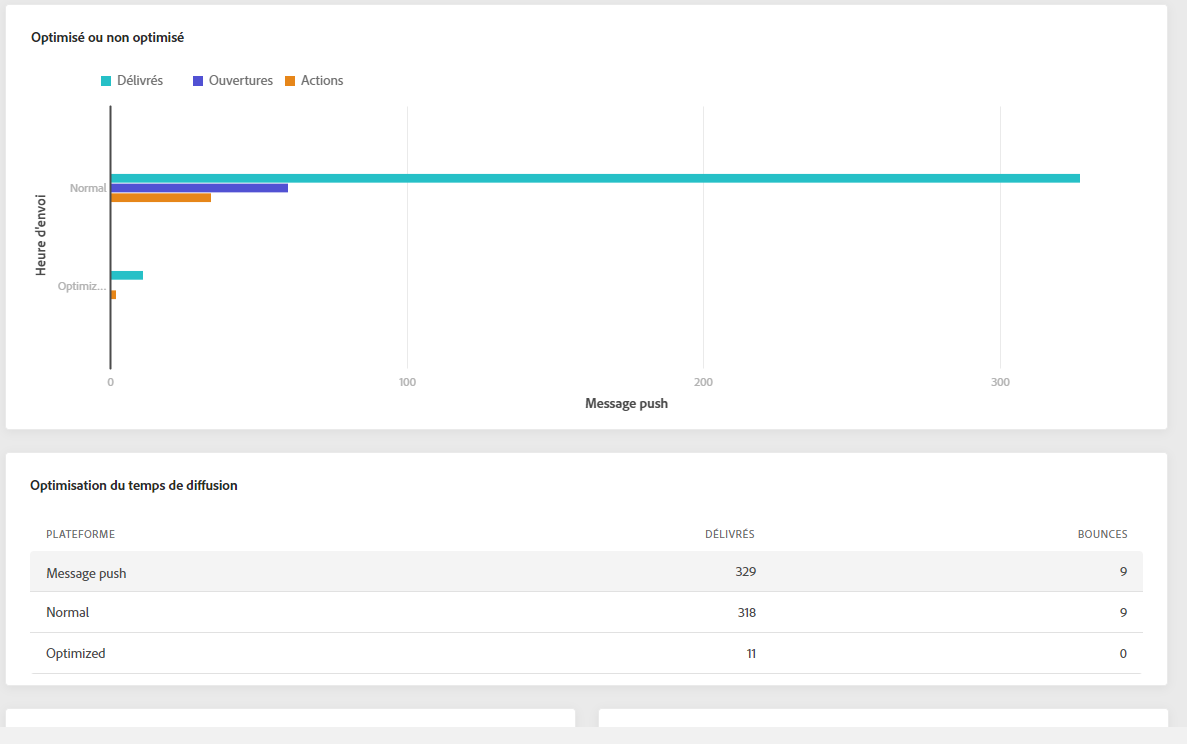 Optimisé ou non optimisé
Délivrés Ouvertures Actions
Heure d'envoi
Normal
Optimiz...
0 100 200 300
Message push
Optimisation du temps de diffusion
PLATEFORME DÉLIVRÉS BOUNCES
Message push 329 9
Normal 318 9
Optimized 11 0